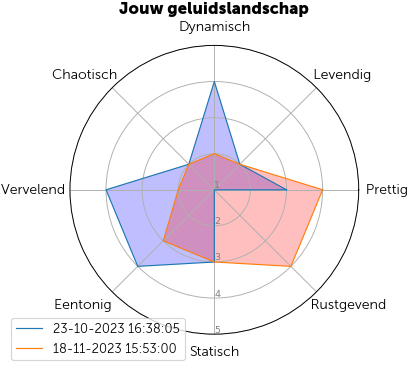 Jouw geluidslandschap
Dynamisch
Chaotisch
Levendig
Vervelend
1
Prettig
2
3
4
Eentonig
Rustgevend
5
Statisch
23-10-2023 16:38:05
18-11-2023 15:53:00